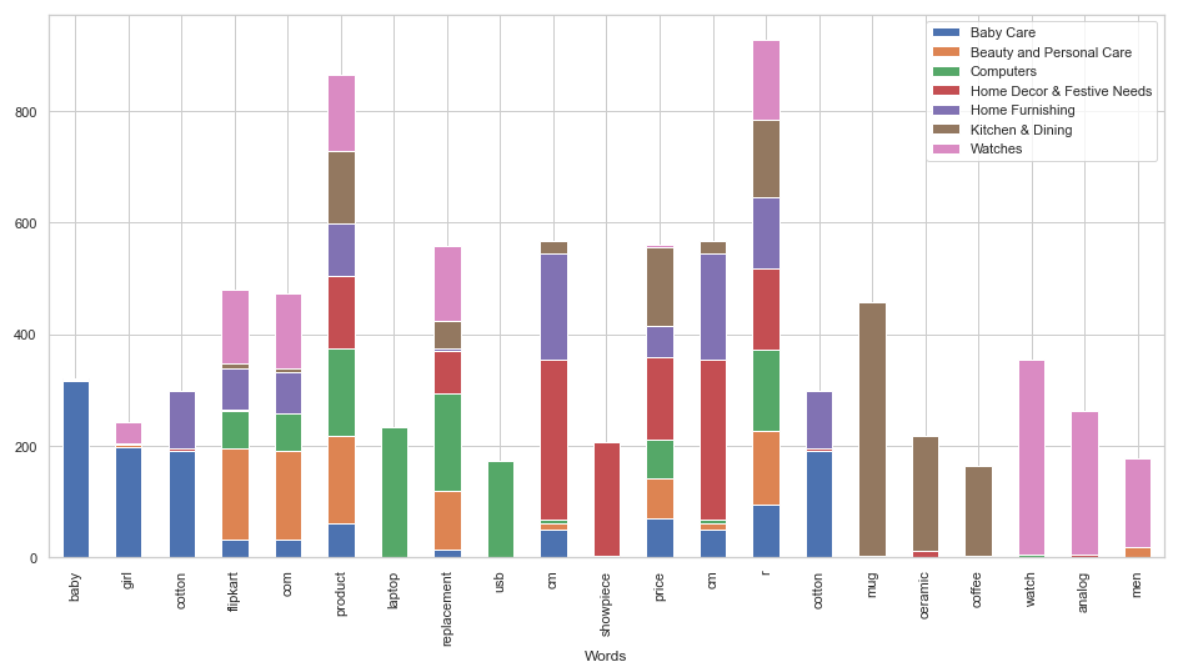 Baby Care
Beauty and Personal Care
Computers
Home Decor & Festive Needs
Home Furnishing
Kitchen & Dining
Watches
800
600
400
200
0
baby
girl
cotton
flipkart
com
product
laptop
replacement
usb
cm
showpiece
price
cm
r
cotton
mug
ceramic
coffee
watch
analog
men
Words